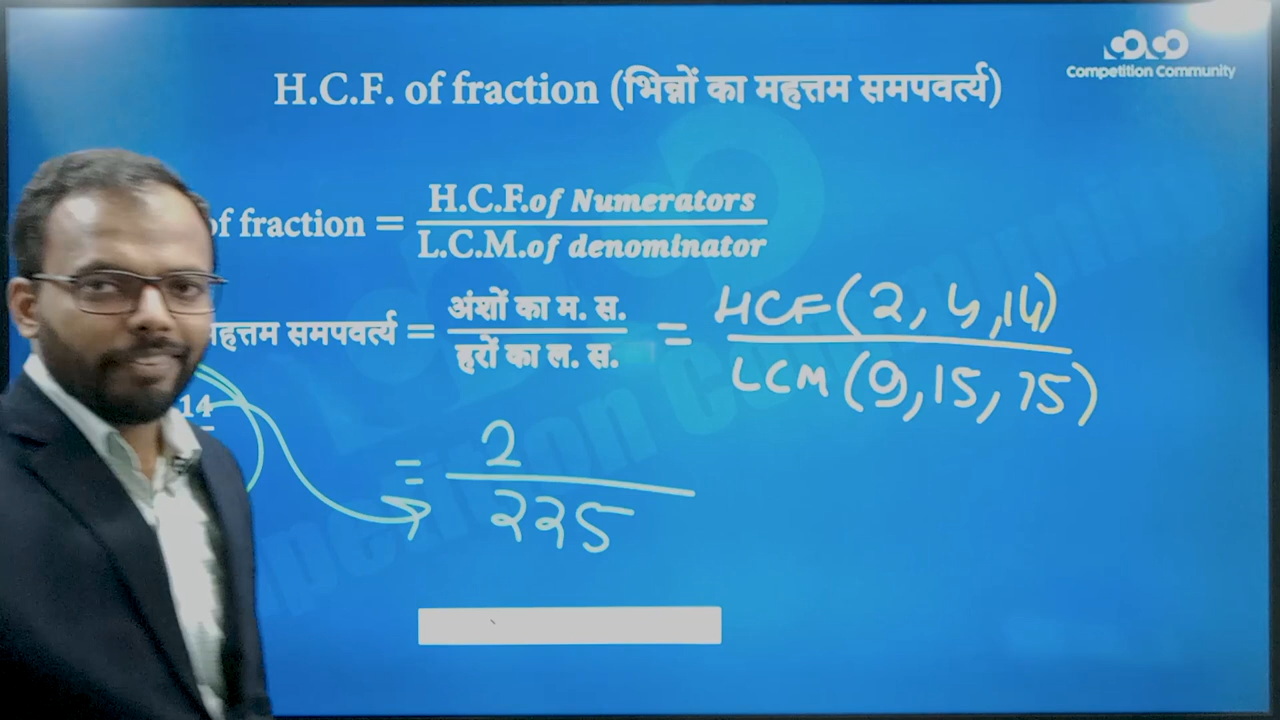 Competition Community
H.C.F. of fraction (भिन्नों का महत्तम समपवर्त्य)
of fraction = H.C.F.of Numerators
L.C.M.of denominator
महत्तम समपवर्त्य = अंशों का म. स.
हरों का ल. स.
= HCF(2, 4, 14)
LCM (9, 15, 75)
14
= 2
225